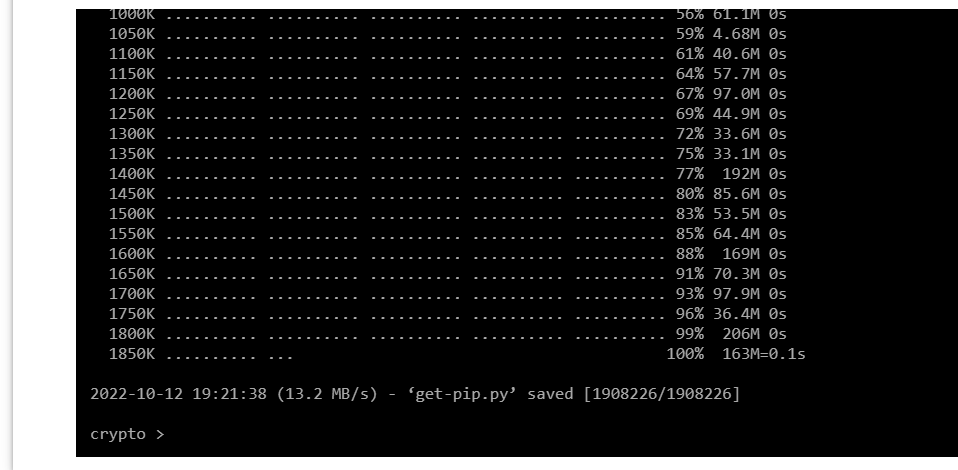 1000K .......... .......... .......... .......... .......... 56% 61.1M 0s
1050K .......... .......... .......... .......... .......... 59% 4.68M 0s
1100K .......... .......... .......... .......... .......... 61% 40.6M 0s
1150K .......... .......... .......... .......... .......... 64% 57.7M 0s
1200K .......... .......... .......... .......... .......... 67% 97.0M 0s
1250K .......... .......... .......... .......... .......... 69% 44.9M 0s
1300K .......... .......... .......... .......... .......... 72% 33.6M 0s
1350K .......... .......... .......... .......... .......... 75% 33.1M 0s
1400K .......... .......... .......... .......... .......... 77%  192M 0s
1450K .......... .......... .......... .......... .......... 80% 85.6M 0s
1500K .......... .......... .......... .......... .......... 83% 53.5M 0s
1550K .......... .......... .......... .......... .......... 85% 64.4M 0s
1600K .......... .......... .......... .......... .......... 88%  169M 0s
1650K .......... .......... .......... .......... .......... 91% 70.3M 0s
1700K .......... .......... .......... .......... .......... 93% 97.9M 0s
1750K .......... .......... .......... .......... .......... 96% 36.4M 0s
1800K .......... .......... .......... .......... .......... 99%  206M 0s
1850K .......... ...                                        100%  163M=0.1s
2022-10-12 19:21:38 (13.2 MB/s) - ‘get-pip.py’ saved [1908226/1908226]
crypto >